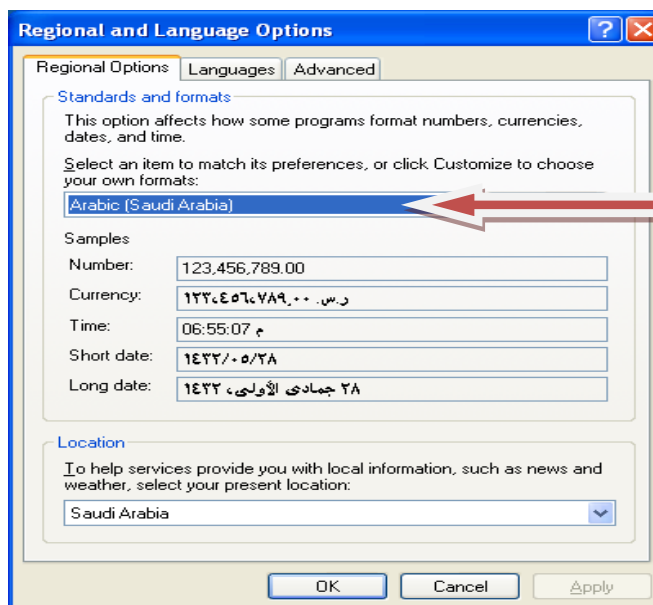 Regional and Language Options
Regional Options Languages Advanced
Standards and formats
This option affects how some programs format numbers, currencies,
dates, and time.
Select an item to match its preferences, or click Customize to choose
your own formats:
Arabic (Saudi Arabia)
Samples
Number: 123,456,789.00
Currency: ر.س. ١٢٣،٤٥٦،٧٨٩,٠٠
Time: 06:55:07 م
Short date: ١٤٣٢/٠٥/٢٨
Long date: ٢٨ جمادى الأولى، ١٤٣٢
Location
To help services provide you with local information, such as news and
weather, select your present location:
Saudi Arabia
OK Cancel Apply